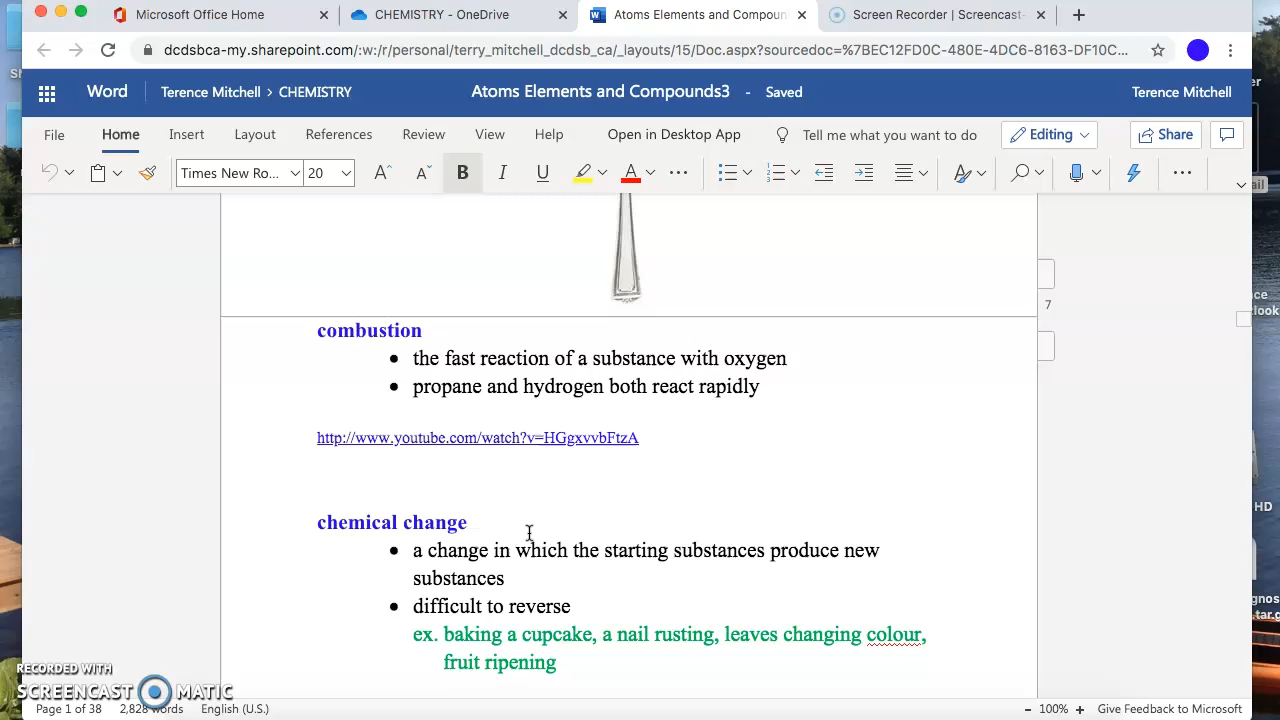 Microsoft Office Home
CHEMISTRY - OneDrive
Atoms Elements and Compoun
Screen Recorder | Screencast-
dcdsbca-my.sharepoint.com/:w:/r/personal/terry_mitchell_dcdsb_ca/_layouts/15/Doc.aspx?sourcedoc=%7BEC12FD0C-480E-4DC6-8163-DF10C...
Word
Terence Mitchell > CHEMISTRY
Atoms Elements and Compounds3 - Saved
Terence Mitchell
File Home Insert Layout References Review View Help Open in Desktop App Tell me what you want to do Editing Share
Times New Ro... 20 A A B I U A
7
combustion
• the fast reaction of a substance with oxygen
• propane and hydrogen both react rapidly
http://www.youtube.com/watch?v=HGgxvvbFtzA
chemical change
• a change in which the starting substances produce new
substances
• difficult to reverse
ex. baking a cupcake, a nail rusting, leaves changing colour,
fruit ripening
RECORDED WITH
SCREENCAST MATIC
Page 1 of 38 2,828 words English (U.S.) - 100% + Give Feedback to Microsoft
HD